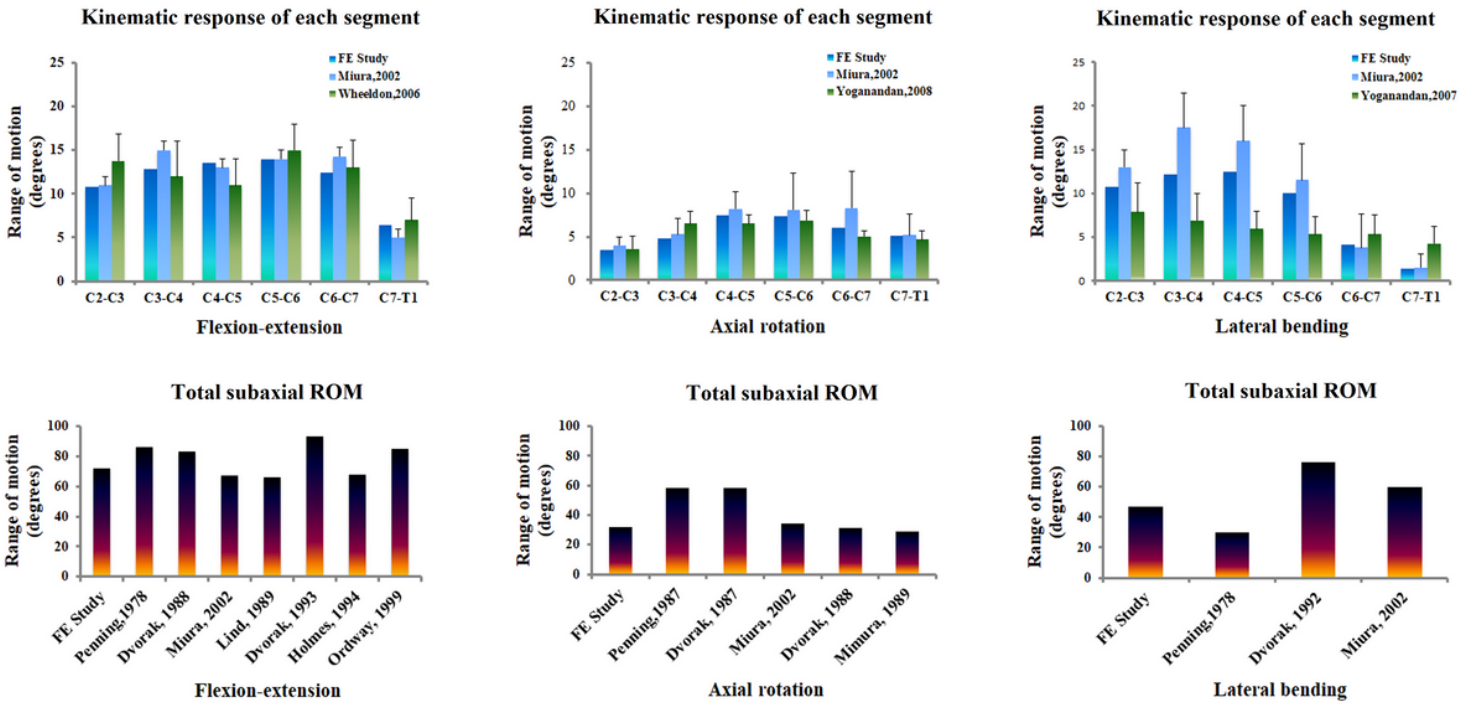 Kinematic response of each segment
FE Study
Miura,2002
Wheeldon,2006
25
20
15
10
5
0
Range of motion
(degrees)
C2-C3 C3-C4 C4-C5 C5-C6 C6-C7 C7-T1
Flexion-extension
Kinematic response of each segment
FE Study
Miura,2002
Yoganandan,2008
25
20
15
10
5
0
Range of motion
(degrees)
C2-C3 C3-C4 C4-C5 C5-C6 C6-C7 C7-T1
Axial rotation
Kinematic response of each segment
FE Study
Miura,2002
Yoganandan,2007
25
20
15
10
5
0
Range of motion
(degrees)
C2-C3 C3-C4 C4-C5 C5-C6 C6-C7 C7-T1
Lateral bending
Total subaxial ROM
100
80
60
40
20
0
Range of motion
(degrees)
FE Study
Penning,1978
Dvorak, 1988
Miura, 2002
Lind, 1989
Dvorak, 1993
Holmes, 1994
Ordway, 1999
Flexion-extension
Total subaxial ROM
100
80
60
40
20
0
Range of motion
(degrees)
FE Study
Penning,1987
Dvorak, 1987
Miura, 2002
Dvorak, 1988
Mimura, 1989
Axial rotation
Total subaxial ROM
100
80
60
40
20
0
Range of motion
(degrees)
FE Study
Penning,1978
Dvorak, 1992
Miura, 2002
Lateral bending